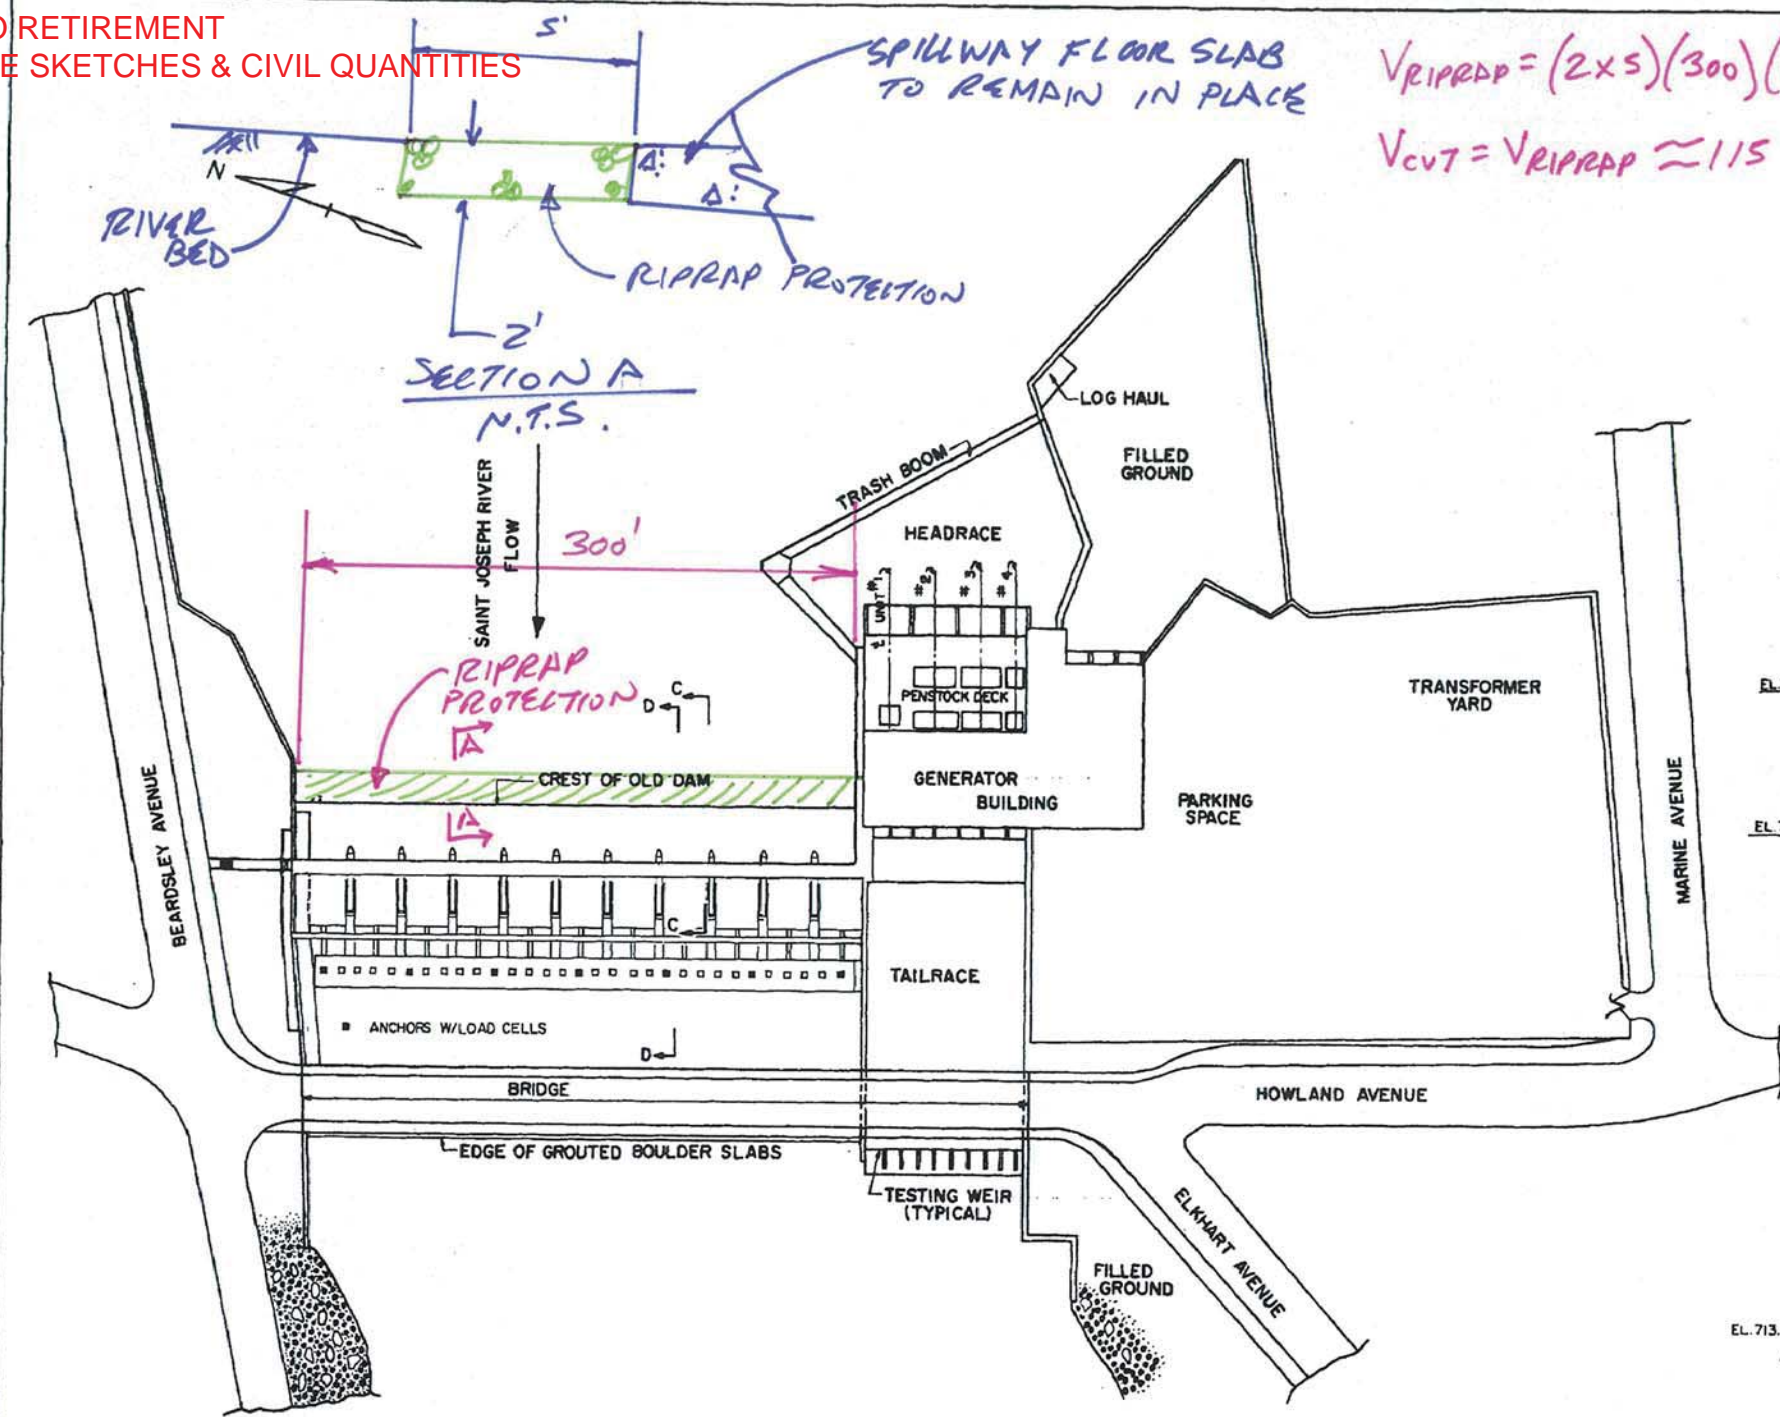 RETIREMENT
SKETCHES & CIVIL QUANTITIES
5'
SPILLWAY FLOOR SLAB
TO REMAIN IN PLACE
VRIPRAP = (2x5)(300)(
VCUT = VRIPRAP ≈ 115
N
RIVER
BED
RIPRAP PROTECTION
2'
SECTION A
N.T.S.
LOG HAUL
FILLED
GROUND
TRASH BOOM
SAINT JOSEPH RIVER
FLOW
300'
HEADRACE
UNIT #1
#2
#3
#4
RIPRAP
PROTECTION
C
D
A
PENSTOCK DECK
TRANSFORMER
YARD
EL.
CREST OF OLD DAM
GENERATOR
BUILDING
PARKING
SPACE
A
EL.
BEARDSLEY AVENUE
MARINE AVENUE
C
TAILRACE
ANCHORS W/LOAD CELLS
D
BRIDGE
HOWLAND AVENUE
EDGE OF GROUTED BOULDER SLABS
TESTING WEIR
(TYPICAL)
ELKHART AVENUE
FILLED
GROUND
EL.713.